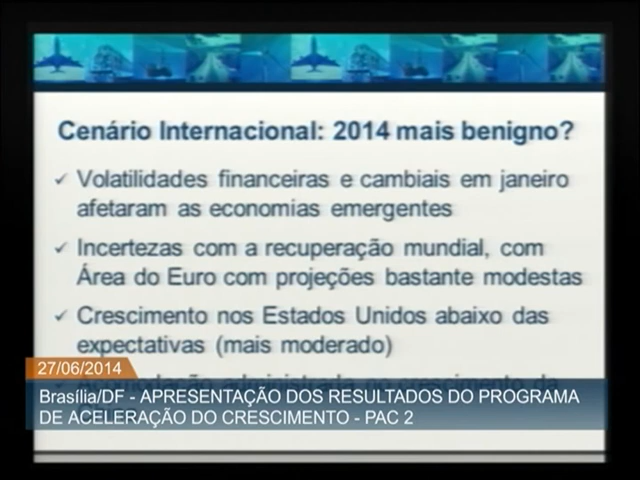 Cenário Internacional: 2014 mais benigno?
✓ Volatilidades financeiras e cambiais em janeiro
afetaram as economias emergentes
✓ Incertezas com a recuperação mundial, com
Área do Euro com projeções bastante modestas
✓ Crescimento nos Estados Unidos abaixo das
expectativas (mais moderado)
27/06/2014
Brasília/DF - APRESENTAÇÃO DOS RESULTADOS DO PROGRAMA
DE ACELERAÇÃO DO CRESCIMENTO - PAC 2